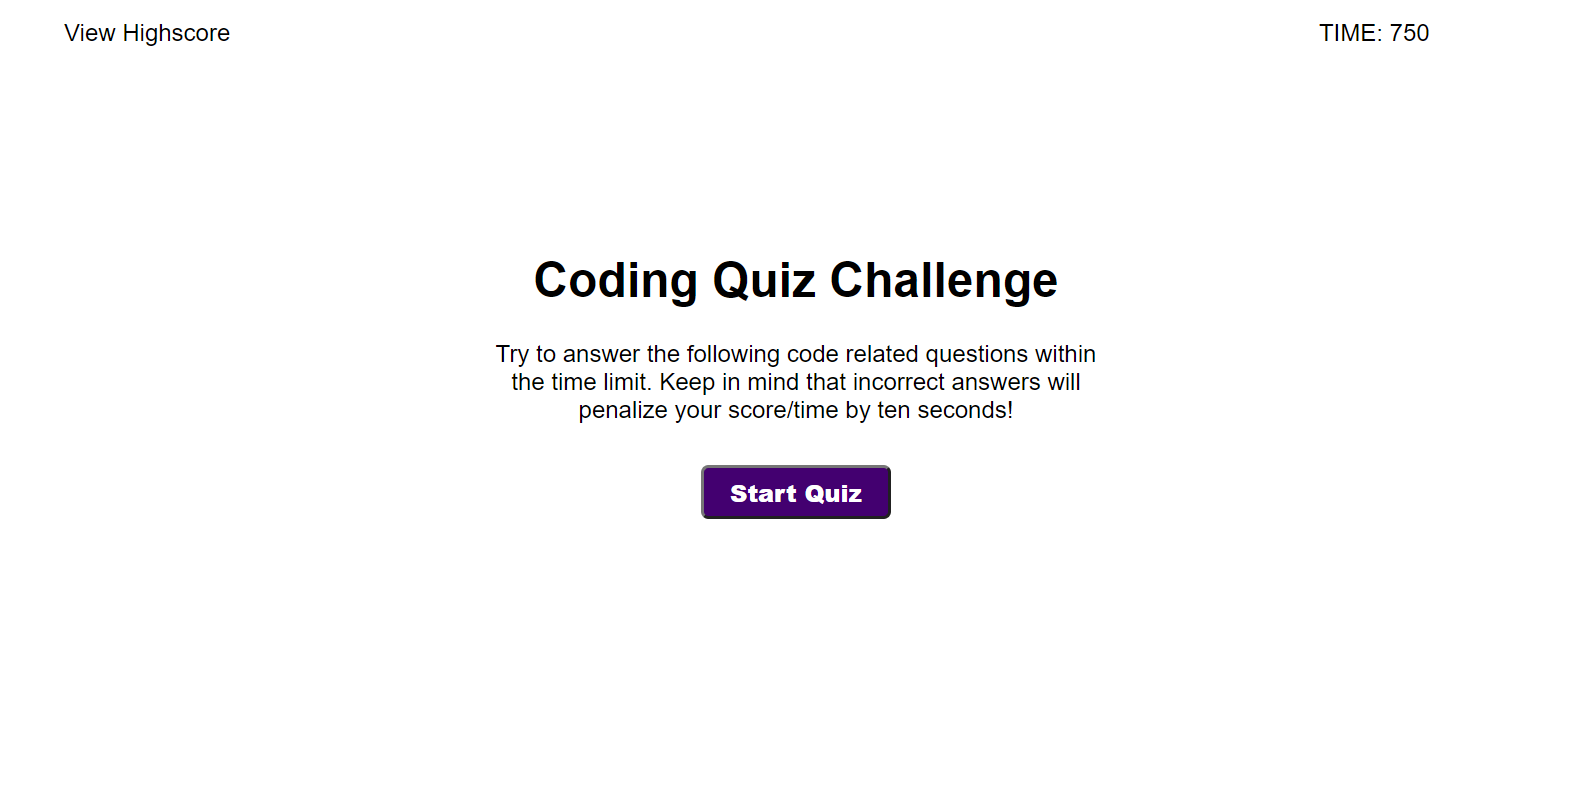 View Highscore
TIME: 750
Coding Quiz Challenge
Try to answer the following code related questions within
the time limit. Keep in mind that incorrect answers will
penalize your score/time by ten seconds!
Start Quiz